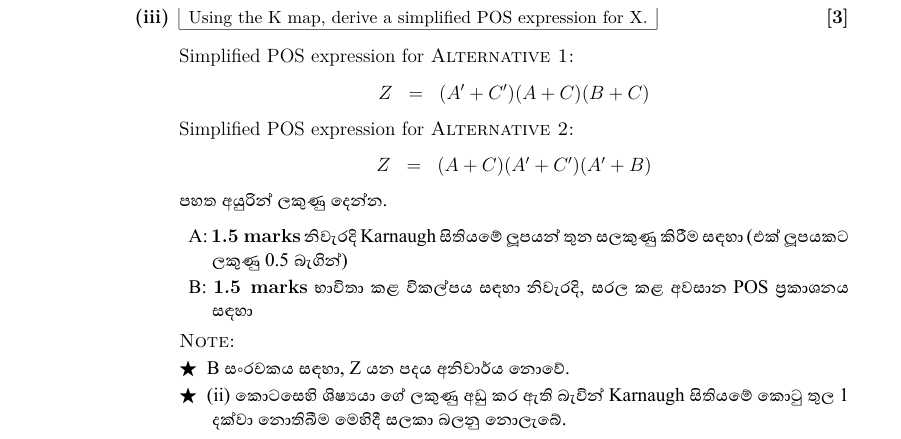 (iii) Using the K map, derive a simplified POS expression for X. [3]
Simplified POS expression for ALTERNATIVE 1:
Z = (A′ + C′)(A + C)(B + C)
Simplified POS expression for ALTERNATIVE 2:
Z = (A + C)(A′ + C′)(A′ + B)
පහත අයුරින් ලකුණු දෙන්න.
A: 1.5 marks නිවැරදි Karnaugh සිතියමේ ලූපයන් තුන සලකුණු කිරීම සඳහා (එක් ලූපයකට
ලකුණු 0.5 බැගින්)
B: 1.5 marks භාවිතා කළ විකල්පය සඳහා නිවැරදි, සරල කළ අවසාන POS ප්‍රකාශනය
සඳහා
NOTE:
★ B සංරචකය සඳහා, Z යන පදය අනිවාර්ය නොවේ.
★ (ii) කොටසෙහි ශිෂ්‍යයා ගේ ලකුණු අඩු කර ඇති බැවින් Karnaugh සිතියමේ කොටු තුල 1
දක්වා නොතිබීම මෙහිදී සලකා බලනු නොලැබේ.